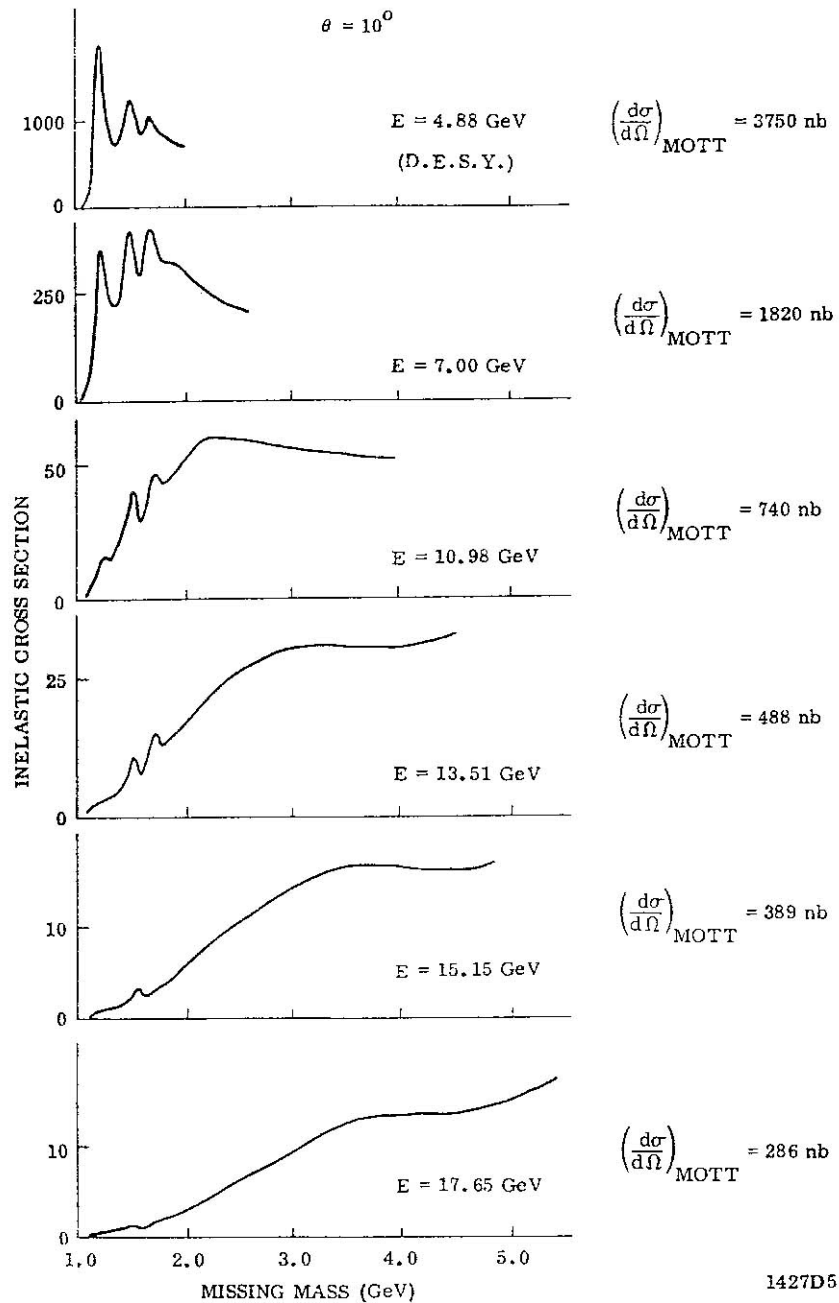 θ = 10⁰
1000
0
E = 4.88 GeV
(D.E.S.Y.)
(dσ/dΩ)MOTT = 3750 nb
250
0
E = 7.00 GeV
(dσ/dΩ)MOTT = 1820 nb
50
0
E = 10.98 GeV
(dσ/dΩ)MOTT = 740 nb
INELASTIC CROSS SECTION
25
0
E = 13.51 GeV
(dσ/dΩ)MOTT = 488 nb
10
0
E = 15.15 GeV
(dσ/dΩ)MOTT = 389 nb
10
0
E = 17.65 GeV
(dσ/dΩ)MOTT = 286 nb
1.0 2.0 3.0 4.0 5.0
MISSING MASS (GeV)
1427D5